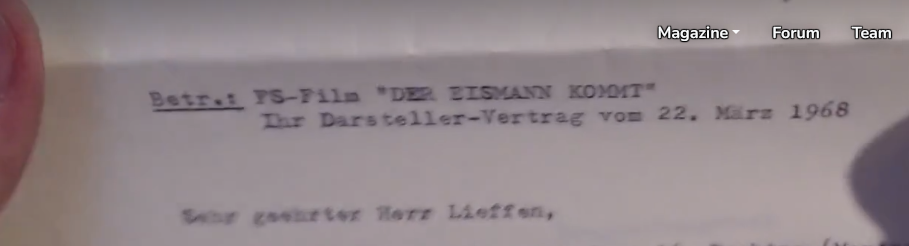 Magazine Forum Team
Betr.: FS-Film "DER EISMANN KOMMT"
Ihr Darsteller-Vertrag vom 22. März 1968
Sehr geehrter Herr Lieffen,